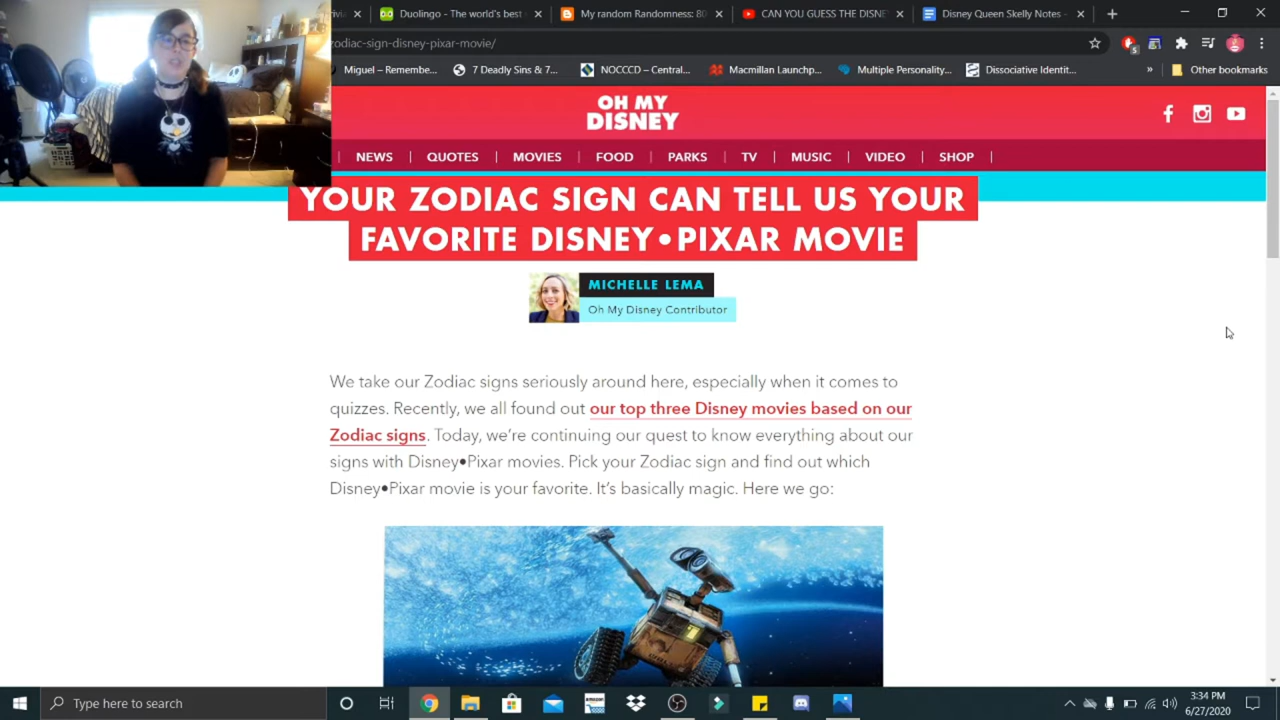 ivia
Duolingo - The world's best
My random Randomness: 80
CAN YOU GUESS THE DISNE
Disney Queen Skelly Notes -
odiac-sign-disney-pixar-movie/
Miguel – Remembe...
7 Deadly Sins & 7...
NOCCCD – Central...
Macmillan Launchp...
Multiple Personality...
Dissociative Identit...
»
Other bookmarks
OH MY
DISNEY
NEWS | QUOTES | MOVIES | FOOD | PARKS | TV | MUSIC | VIDEO | SHOP |
YOUR ZODIAC SIGN CAN TELL US YOUR
FAVORITE DISNEY•PIXAR MOVIE
MICHELLE LEMA
Oh My Disney Contributor
We take our Zodiac signs seriously around here, especially when it comes to
quizzes. Recently, we all found out our top three Disney movies based on our
Zodiac signs. Today, we're continuing our quest to know everything about our
signs with Disney•Pixar movies. Pick your Zodiac sign and find out which
Disney•Pixar movie is your favorite. It's basically magic. Here we go:
Type here to search
3:34 PM
6/27/2020